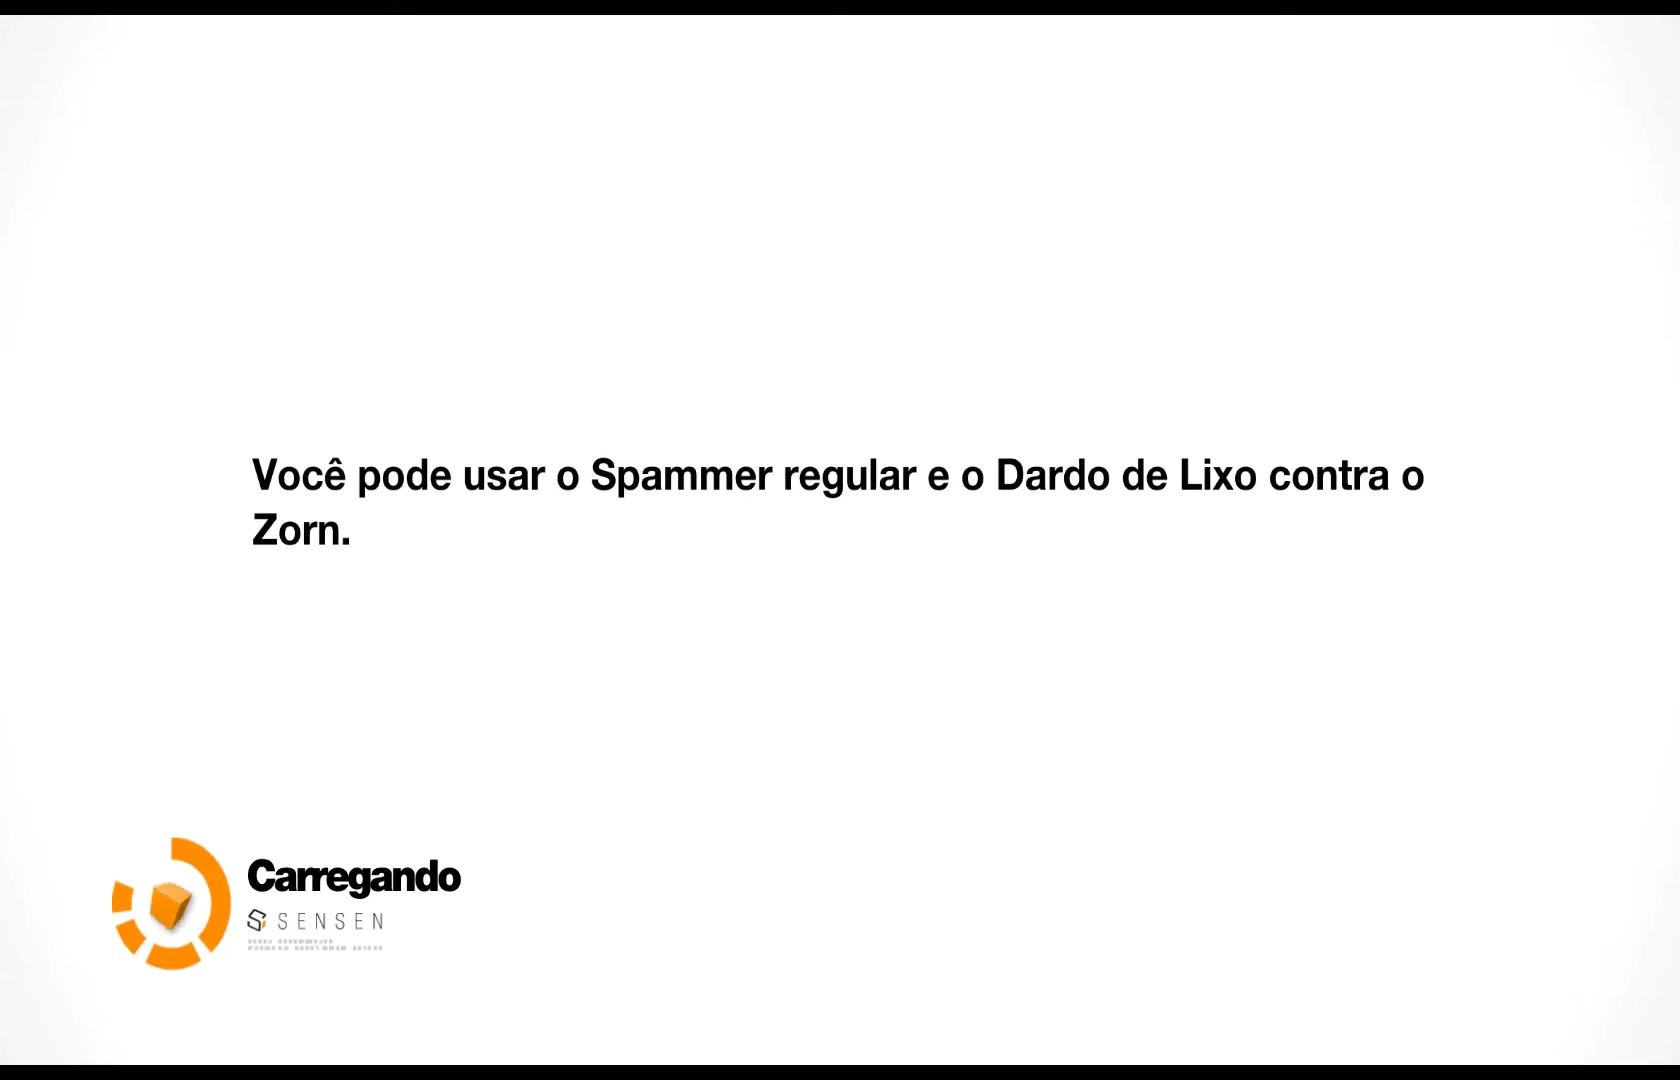 Você pode usar o Spammer regular e o Dardo de Lixo contra o
Zorn.
Carregando
SENSEN